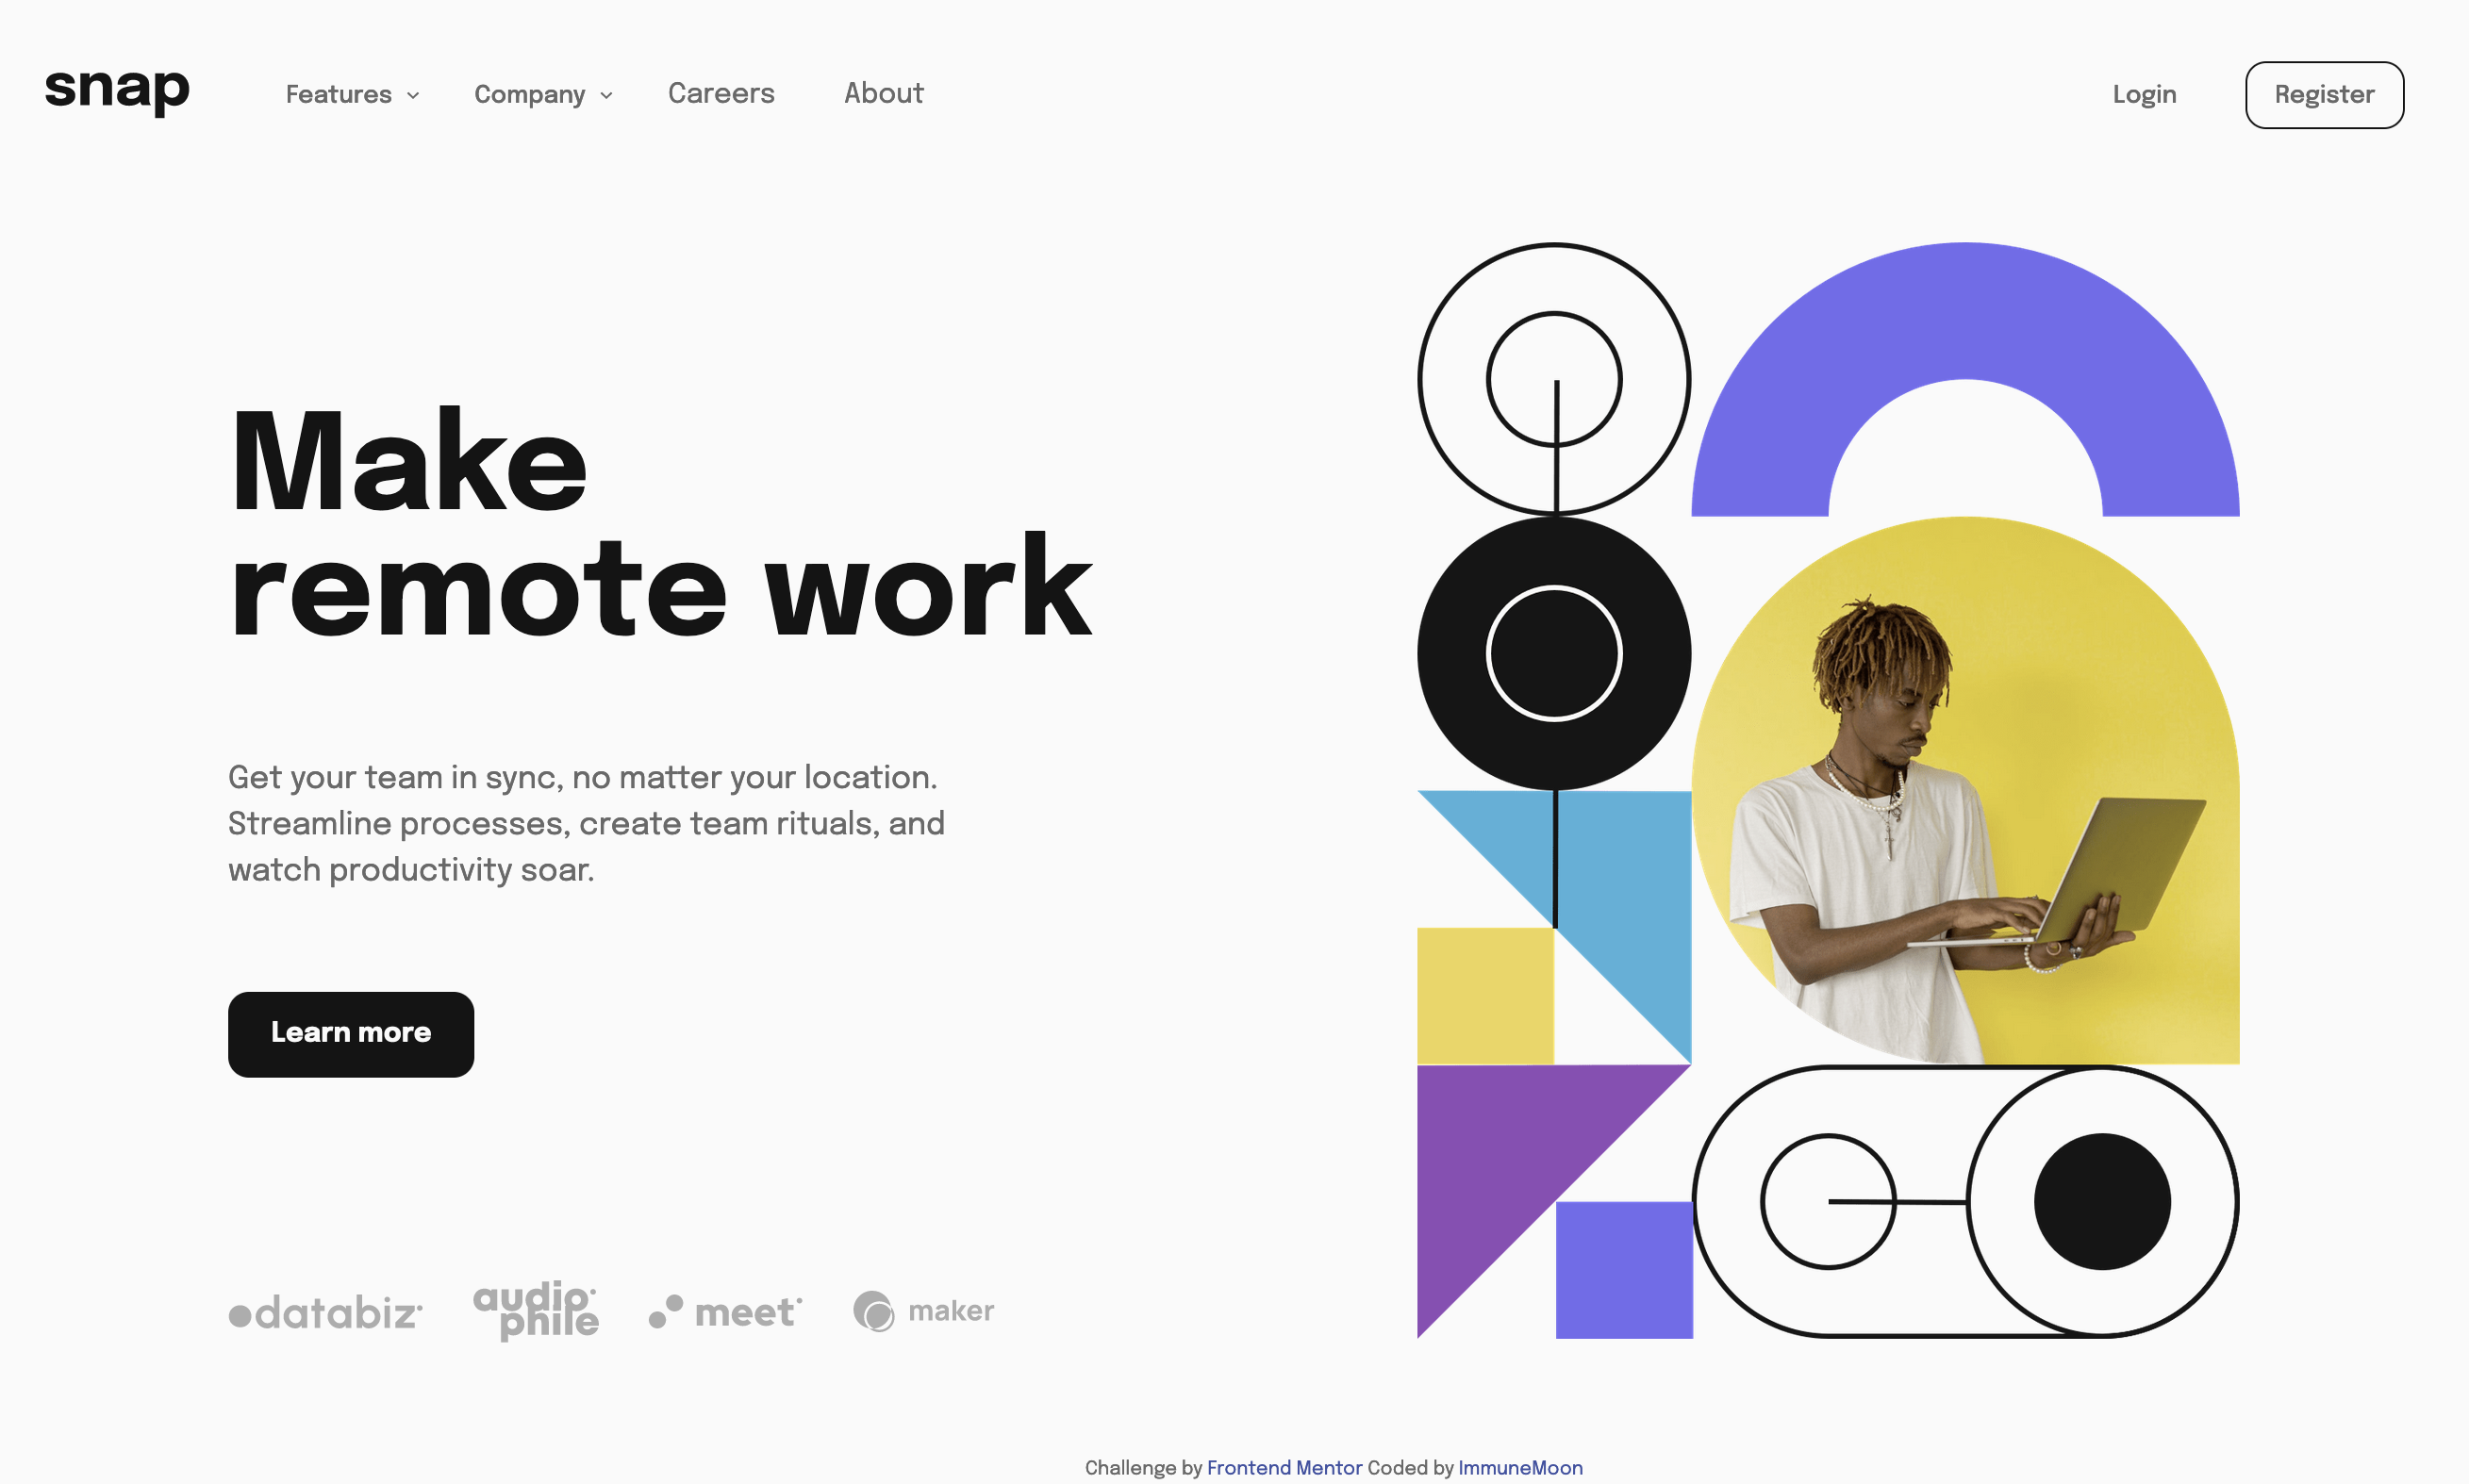 snap
Features
Company
Careers
About
Login
Register
Make
remote work
Get your team in sync, no matter your location.
Streamline processes, create team rituals, and
watch productivity soar.
Learn more
databiz
audio
phile
meet
maker
Challenge by Frontend Mentor Coded by ImmuneMoon